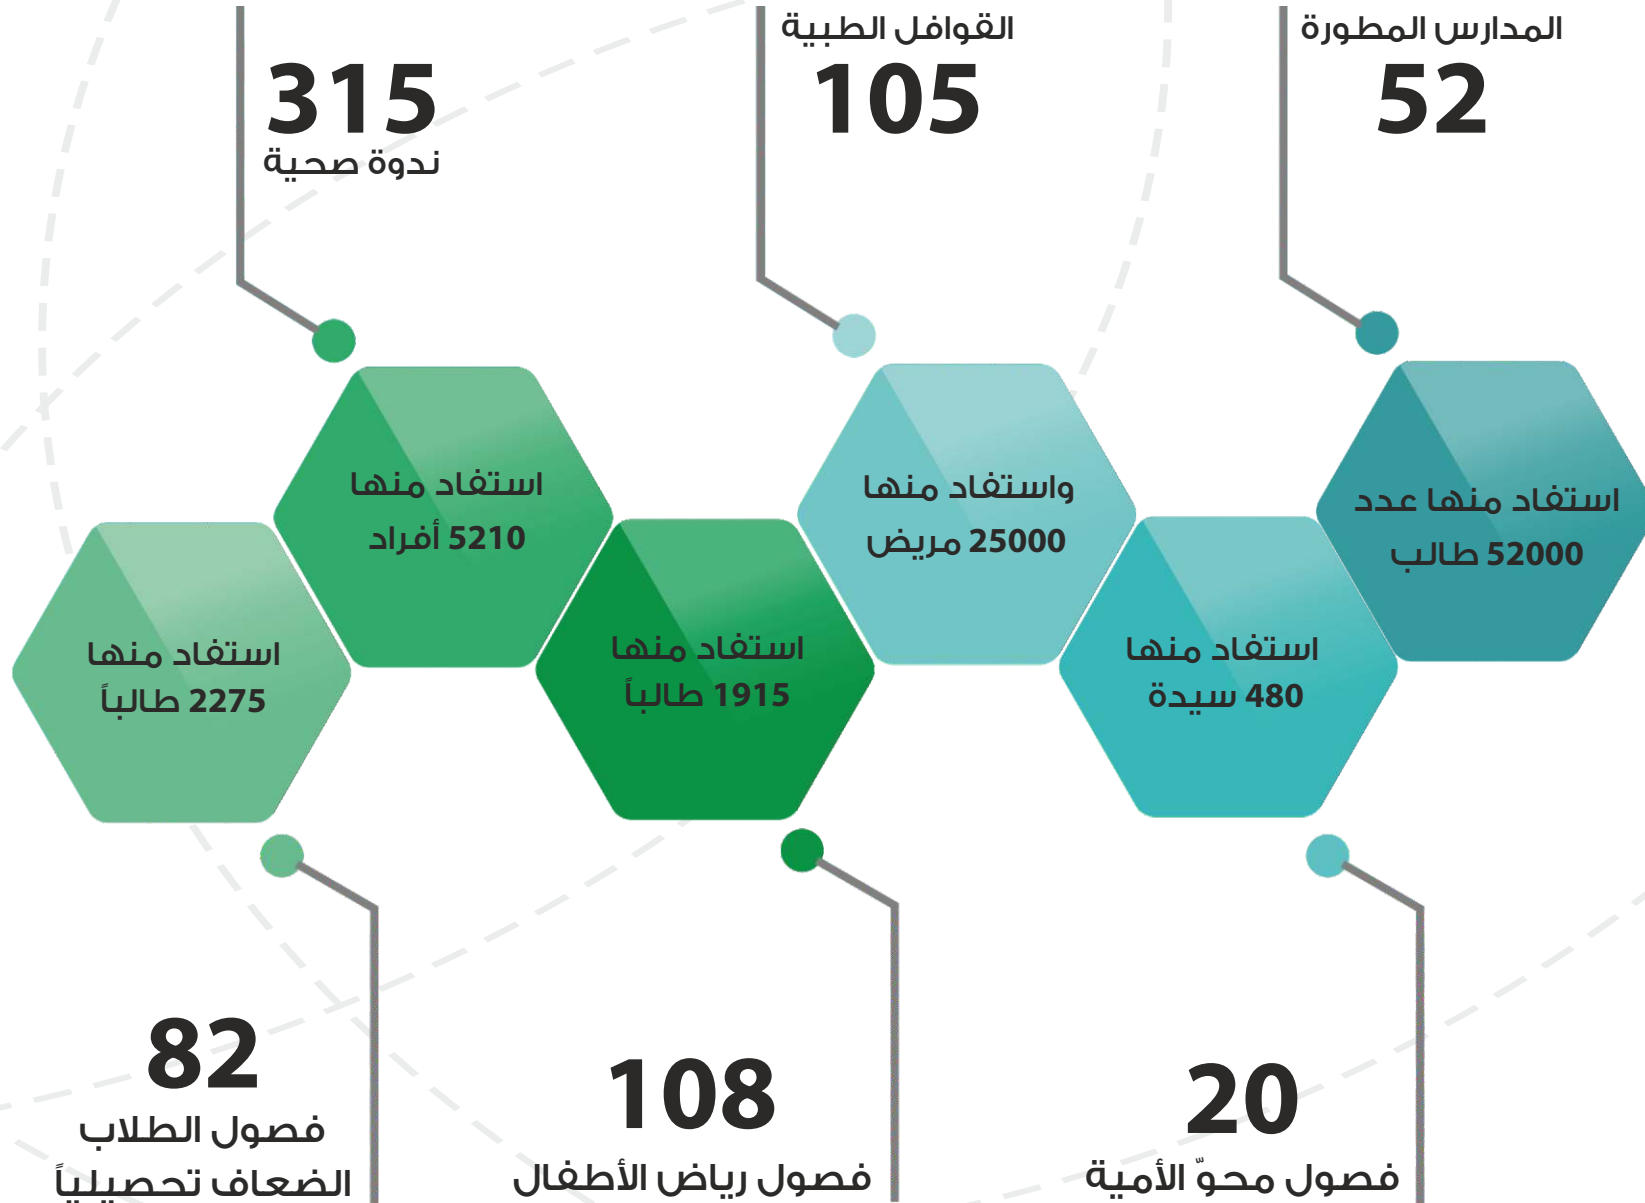 المدارس المطورة
52
استفاد منها عدد
52000 طالب
القوافل الطبية
105
واستفاد منها
25000 مريض
315
ندوة صحية
استفاد منها
5210 أفراد
استفاد منها
480 سيدة
20
فصول محوّ الأمية
استفاد منها
1915 طالباً
108
فصول رياض الأطفال
استفاد منها
2275 طالباً
82
فصول الطلاب
الضعاف تحصيلياً